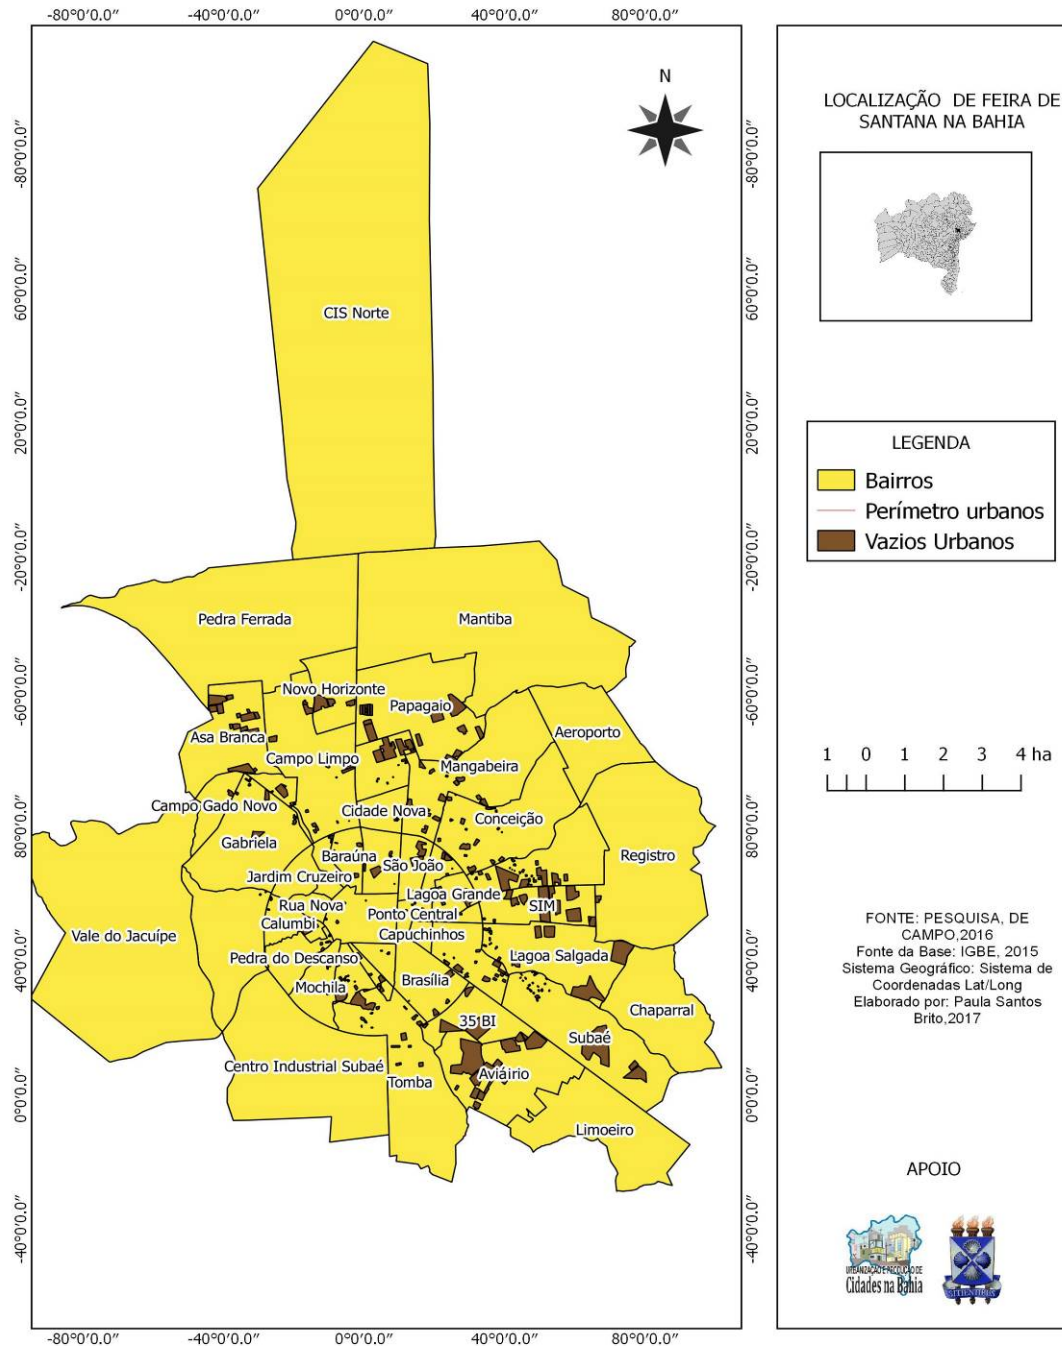 -80°0'0.0" -40°0'0.0" 0°0'0.0" 40°0'0.0" 80°0'0.0"
-80°0'0.0"
60°0'0.0"
20°0'0.0"
-20°0'0.0"
-60°0'0.0"
80°0'0.0"
40°0'0.0"
0°0'0.0"
-40°0'0.0"
N
CIS Norte
Pedra Ferrada
Mantiba
Novo Horizonte
Papagaio
Asa Branca
Aeroporto
Campo Limpo
Mangabeira
Campo Gado Novo
Cidade Nova
Conceição
Gabriela
Baraúna
São João
Registro
Jardim Cruzeiro
Lagoa Grande
Rua Nova
Ponto Central
SIM
Calumbi
Vale do Jacuípe
Capuchinhos
Pedra do Descanso
Lagoa Salgada
Brasília
Mochila
Chaparral
35°BI
Subaé
Centro Industrial Subaé
Aviáirio
Tomba
Limoeiro
-80°0'0.0"
60°0'0.0"
20°0'0.0"
-20°0'0.0"
-60°0'0.0"
80°0'0.0"
40°0'0.0"
0°0'0.0"
-40°0'0.0"
-80°0'0.0" -40°0'0.0" 0°0'0.0" 40°0'0.0" 80°0'0.0"
LOCALIZAÇÃO DE FEIRA DE
SANTANA NA BAHIA
LEGENDA
Bairros
Perímetro urbanos
Vazios Urbanos
1 0 1 2 3 4 ha
FONTE: PESQUISA, DE
CAMPO,2016
Fonte da Base: IGBE, 2015
Sistema Geográfico: Sistema de
Coordenadas Lat/Long
Elaborado por: Paula Santos
Brito,2017
APOIO
URBANIZAÇÃO E PRODUÇÃO DE
Cidades na Bahia